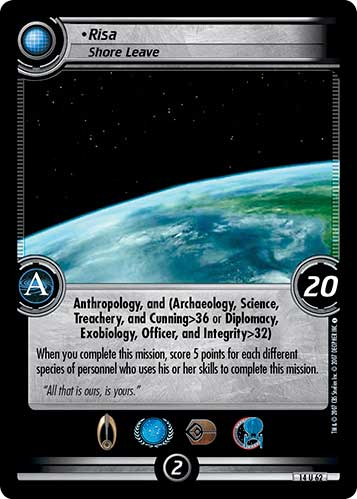 •Risa
Shore Leave
A
20
Anthropology, and (Archaeology, Science,
Treachery, and Cunning>36 or Diplomacy,
Exobiology, Officer, and Integrity>32)
When you complete this mission, score 5 points for each different
species of personnel who uses his or her skills to complete this mission.
"All that is ours, is yours."
2
14 U 62